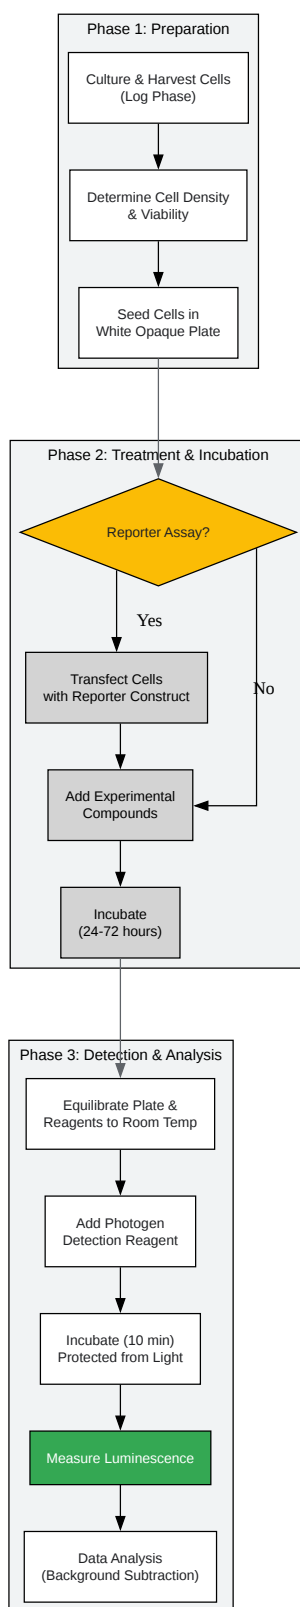 Phase 1: Preparation
Culture & Harvest Cells
(Log Phase)
Determine Cell Density
& Viability
Seed Cells in
White Opaque Plate
Phase 2: Treatment & Incubation
Reporter Assay?
Yes
Transfect Cells
with Reporter Construct
No
Add Experimental
Compounds
Incubate
(24-72 hours)
Phase 3: Detection & Analysis
Equilibrate Plate &
Reagents to Room Temp
Add Photogen
Detection Reagent
Incubate (10 min)
Protected from Light
Measure Luminescence
Data Analysis
(Background Subtraction)